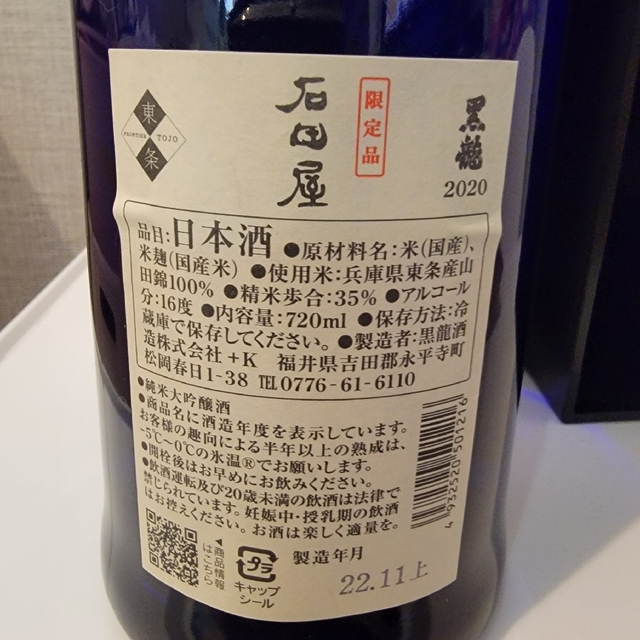 東条
FRONTIER TOJO
石田屋
限定品
黒龍
2020
品目:日本酒 ●原材料名:米(国産)、
米麹(国産米) ●使用米:兵庫県東条産山
田錦100% ●精米歩合:35% ●アルコール
分:16度 ●内容量:720ml ●保存方法:冷
蔵庫で保存してください。●製造者:黒龍酒
造株式会社+K 福井県吉田郡永平寺町
松岡春日1-38 TEL0776-61-6110
●純米大吟醸酒
●商品名に酒造年度を表示しています。
お客様の趣向による半年以上の熟成は、
-5℃~0℃の氷温®でお願いします。
●開栓後はお早めにお飲みください。
●飲酒運転及び20歳未満の飲酒は法律で
禁じられています。妊娠中・授乳期の飲酒
はお控えください。お酒は楽しく適量を。
4 932520 501216
◀商品情報
はこちら
プラ
キャップ
シール
製造年月
22.11上